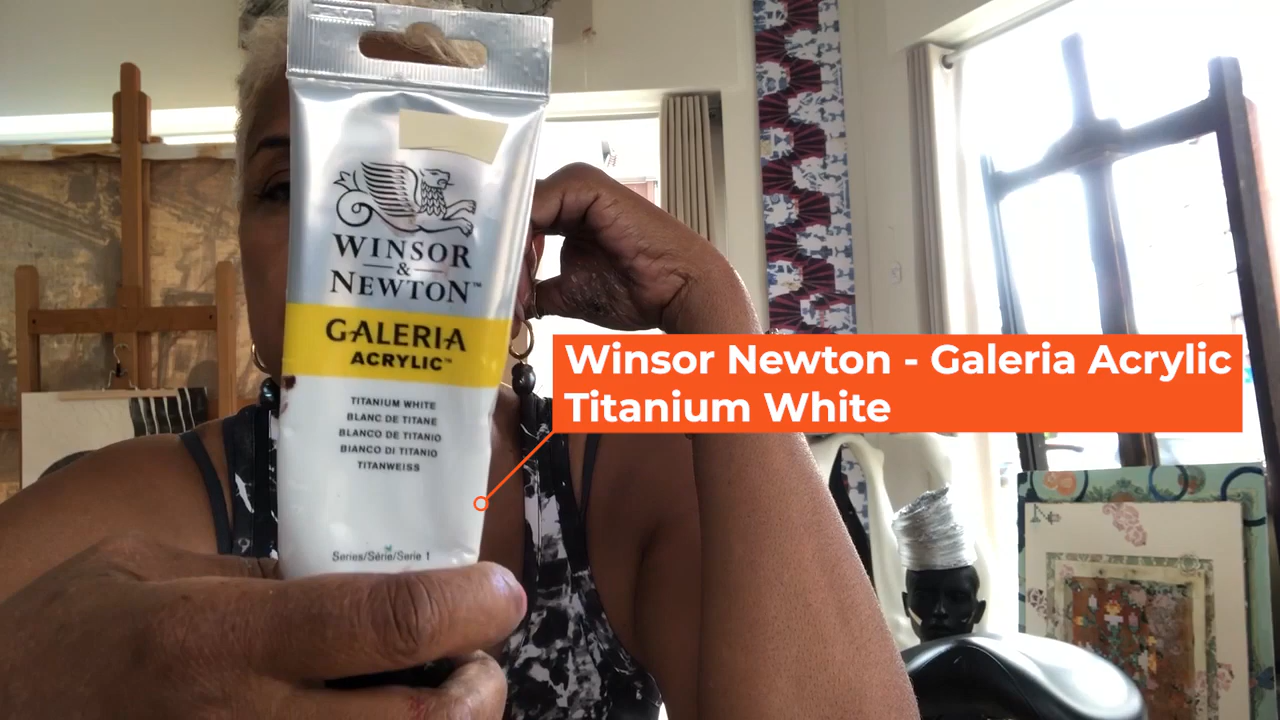 WINSOR
&
NEWTON™
GALERIA
ACRYLIC™
TITANIUM WHITE
BLANC DE TITANE
BLANCO DE TITANIO
BIANCO DI TITANIO
TITANWEISS
Series/Série/Serie 1
Winsor Newton - Galeria Acrylic
Titanium White